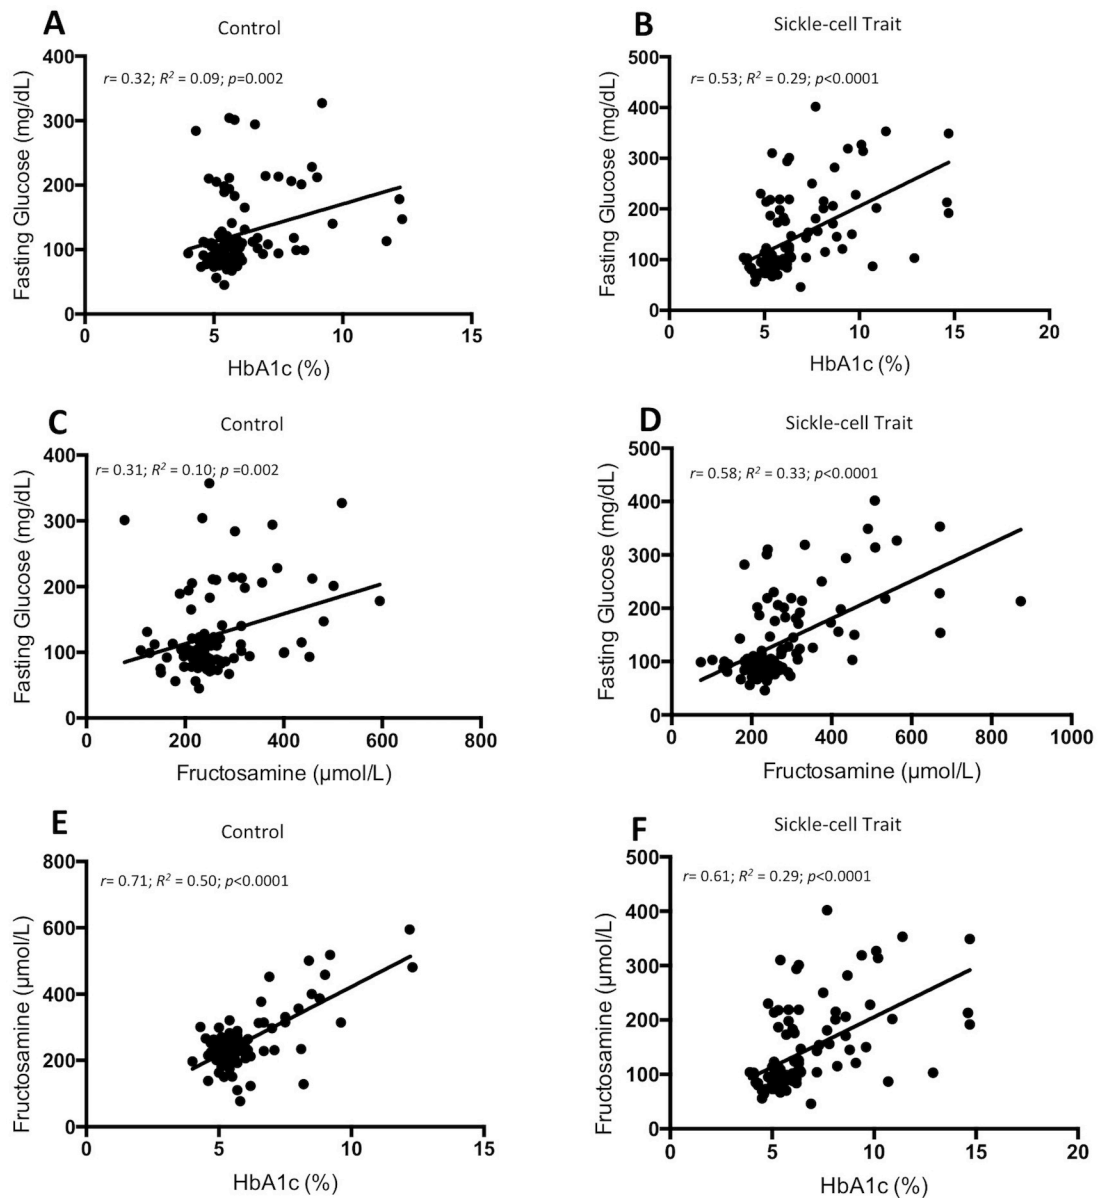 A
Control
r= 0.32; R² = 0.09; p=0.002
Fasting Glucose (mg/dL)
400
300
200
100
0
0 5 10 15
HbA1c (%)
B
Sickle-cell Trait
r= 0.53; R² = 0.29; p<0.0001
Fasting Glucose (mg/dL)
500
400
300
200
100
0
0 5 10 15 20
HbA1c (%)
C
Control
r= 0.31; R² = 0.10; p =0.002
Fasting Glucose (mg/dL)
400
300
200
100
0
0 200 400 600 800
Fructosamine (µmol/L)
D
Sickle-cell Trait
r= 0.58; R² = 0.33; p<0.0001
Fasting Glucose (mg/dL)
500
400
300
200
100
0
0 200 400 600 800 1000
Fructosamine (µmol/L)
E
Control
r= 0.71; R² = 0.50; p<0.0001
Fructosamine (µmol/L)
800
600
400
200
0
0 5 10 15
HbA1c (%)
F
Sickle-cell Trait
r= 0.61; R² = 0.29; p<0.0001
Fructosamine (µmol/L)
500
400
300
200
100
0
0 5 10 15 20
HbA1c (%)